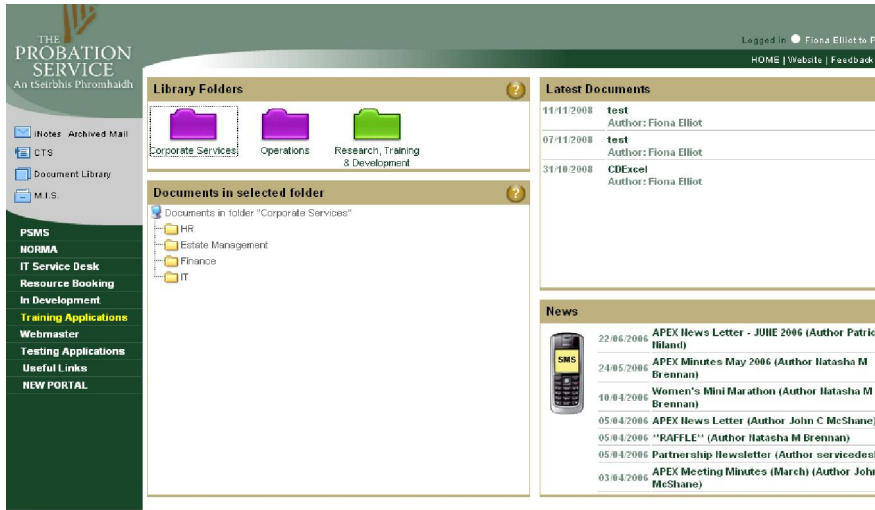 THE
PROBATION
SERVICE
An tSeirbhís Phromhaidh
Logged in Fiona Elliot to P
HOME | Website | Feedback
iNotes Archived Mail
CTS
Document Library
M.I.S.
PSMS
NORMA
IT Service Desk
Resource Booking
In Development
Training Applications
Webmaster
Testing Applications
Useful Links
NEW PORTAL
Library Folders
Corporate Services
Operations
Research, Training
& Development
Documents in selected folder
Documents in folder "Corporate Services"
HR
Estate Management
Finance
IT
Latest Documents
11/11/2008 test
Author: Fiona Elliot
07/11/2008 test
Author: Fiona Elliot
31/10/2008 CDExcel
Author: Fiona Elliot
News
SMS
22/06/2006 APEX News Letter - JUNE 2006 (Author Patric
Niland)
24/05/2006 APEX Minutes May 2006 (Author Natasha M
Brennan)
10/04/2006 Women's Mini Marathon (Author Natasha M
Brennan)
05/04/2006 APEX News Letter (Author John C McShane)
05/04/2006 "RAFFLE" (Author Natasha M Brennan)
05/04/2006 Partnership Newsletter (Author servicedesk
03/04/2006 APEX Meeting Minutes (March) (Author John
McShane)